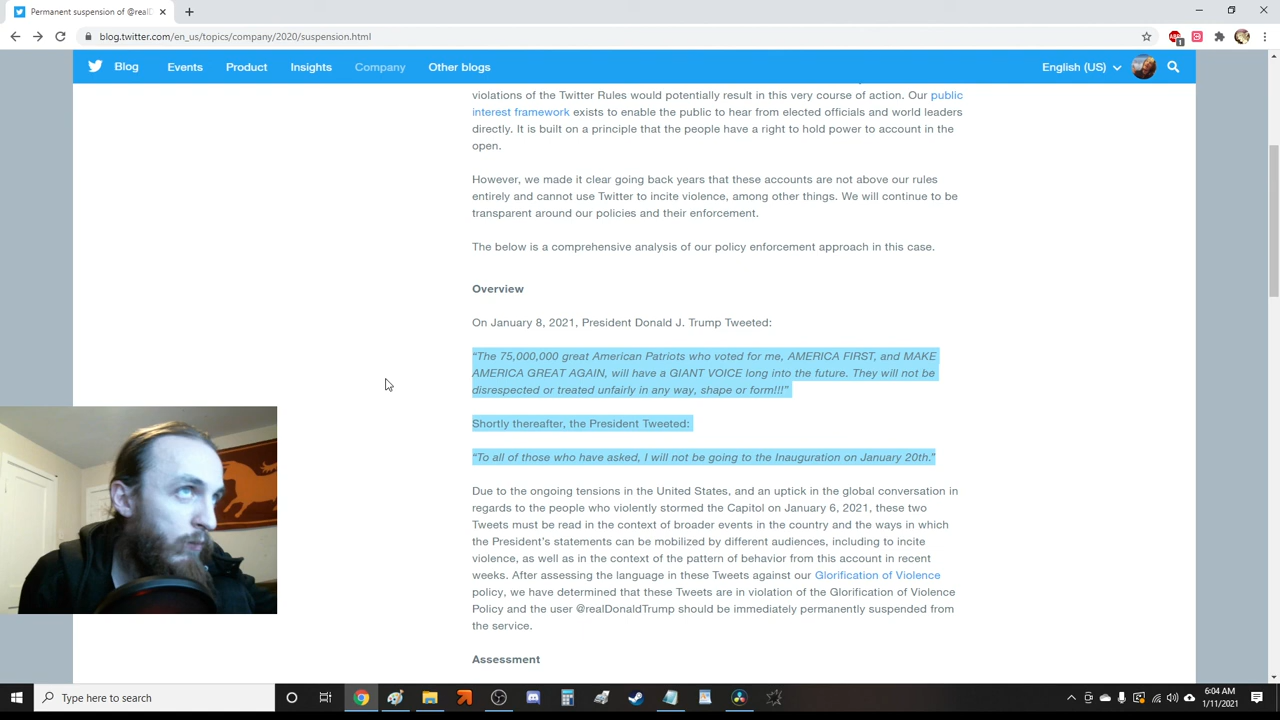 Permanent suspension of @realD
blog.twitter.com/en_us/topics/company/2020/suspension.html
1
Blog Events Product Insights Company Other blogs English (US)
violations of the Twitter Rules would potentially result in this very course of action. Our public
interest framework exists to enable the public to hear from elected officials and world leaders
directly. It is built on a principle that the people have a right to hold power to account in the
open.
However, we made it clear going back years that these accounts are not above our rules
entirely and cannot use Twitter to incite violence, among other things. We will continue to be
transparent around our policies and their enforcement.
The below is a comprehensive analysis of our policy enforcement approach in this case.
Overview
On January 8, 2021, President Donald J. Trump Tweeted:
“The 75,000,000 great American Patriots who voted for me, AMERICA FIRST, and MAKE
AMERICA GREAT AGAIN, will have a GIANT VOICE long into the future. They will not be
disrespected or treated unfairly in any way, shape or form!!!”
Shortly thereafter, the President Tweeted:
“To all of those who have asked, I will not be going to the Inauguration on January 20th.”
Due to the ongoing tensions in the United States, and an uptick in the global conversation in
regards to the people who violently stormed the Capitol on January 6, 2021, these two
Tweets must be read in the context of broader events in the country and the ways in which
the President’s statements can be mobilized by different audiences, including to incite
violence, as well as in the context of the pattern of behavior from this account in recent
weeks. After assessing the language in these Tweets against our Glorification of Violence
policy, we have determined that these Tweets are in violation of the Glorification of Violence
Policy and the user @realDonaldTrump should be immediately permanently suspended from
the service.
Assessment
Type here to search
6:04 AM
1/11/2021